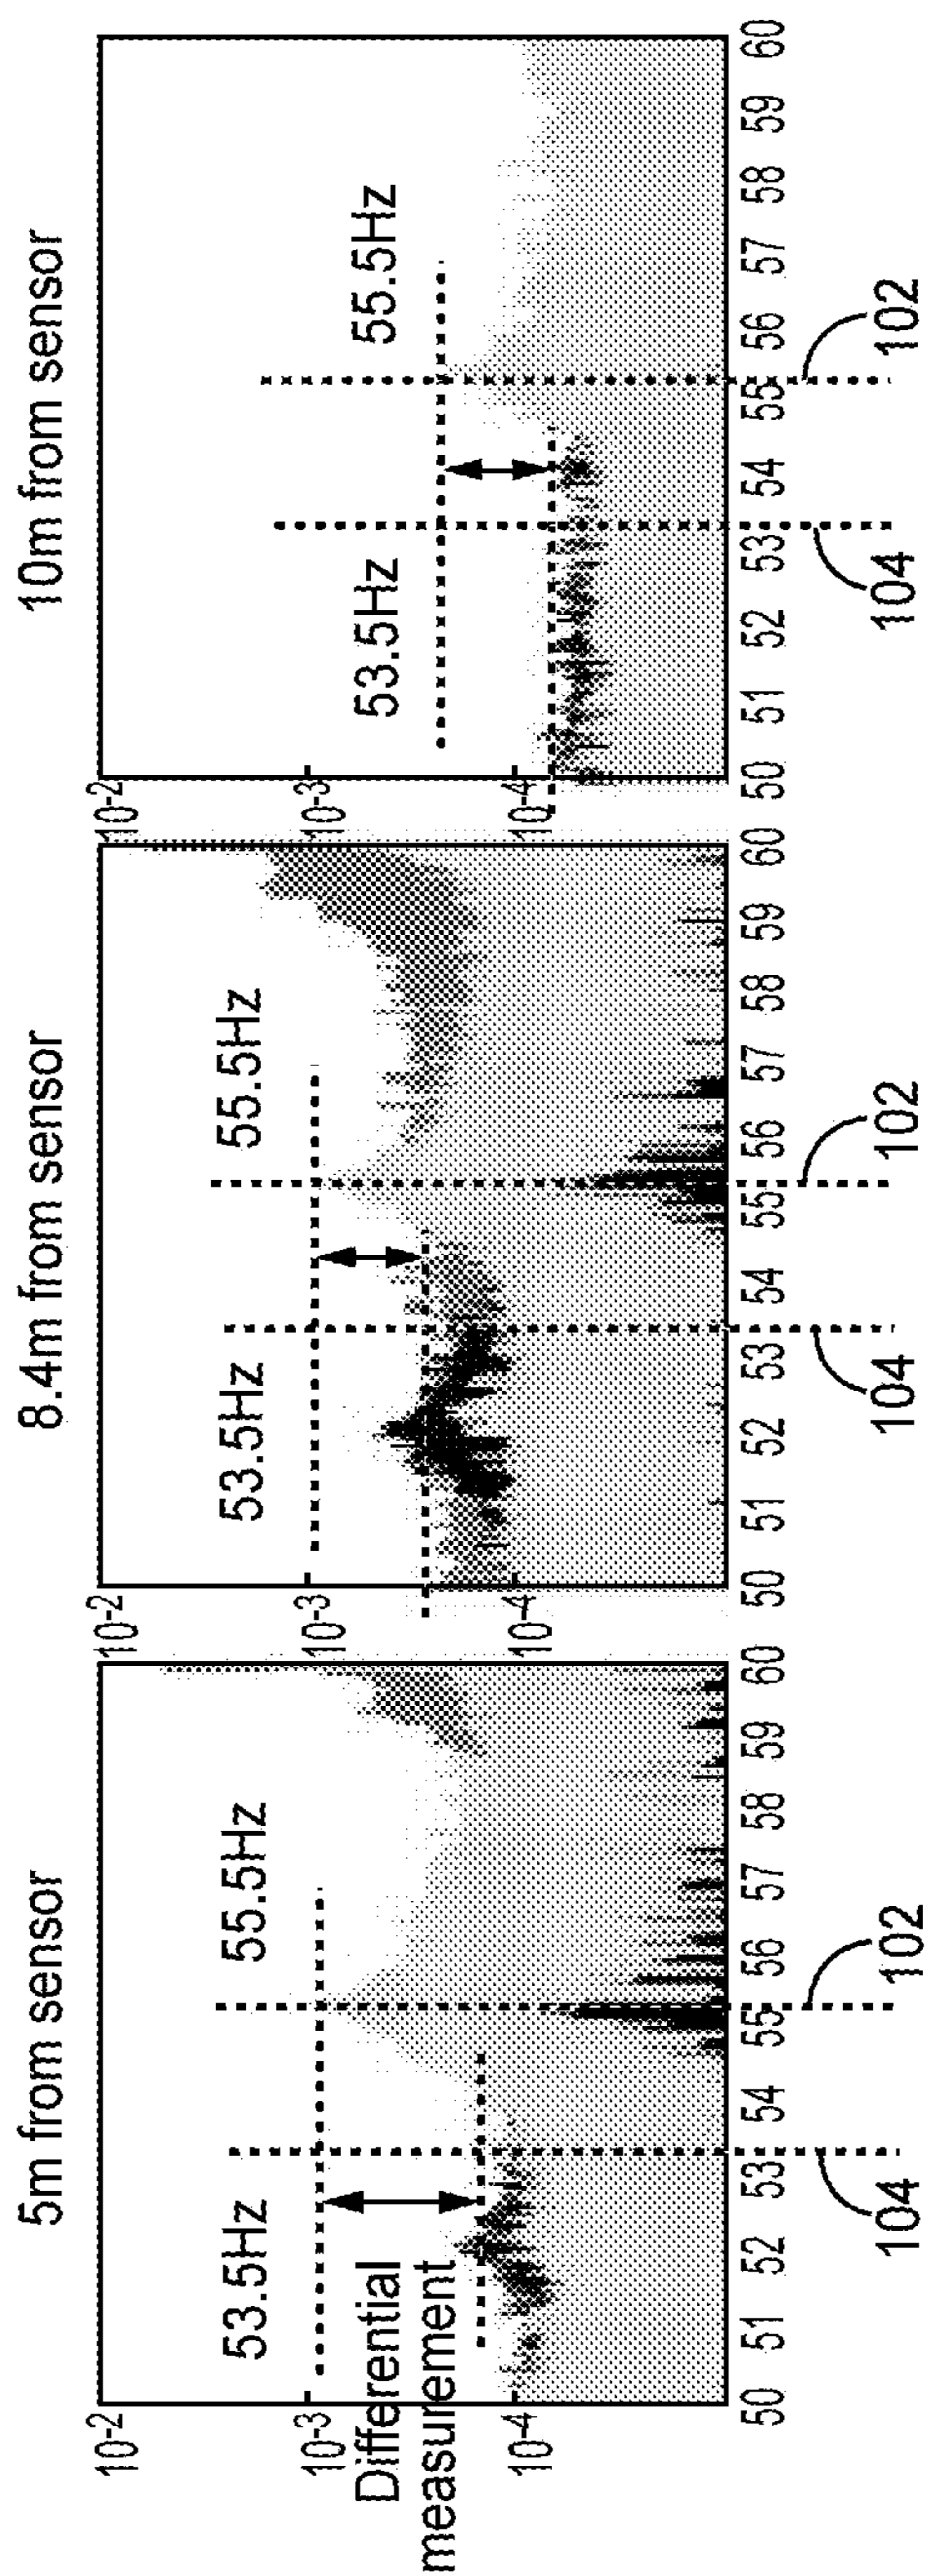 5m from sensor
10-2
10-3
10-4
53.5Hz
55.5Hz
Differential
measurement
50 51 52 53 54 55 56 57 58 59 60
104
102
8.4m from sensor
10-2
10-3
10-4
53.5Hz
55.5Hz
50 51 52 53 54 55 56 57 58 59 60
104
102
10m from sensor
10-2
10-3
10-4
53.5Hz
55.5Hz
50 51 52 53 54 55 56 57 58 59 60
104
102